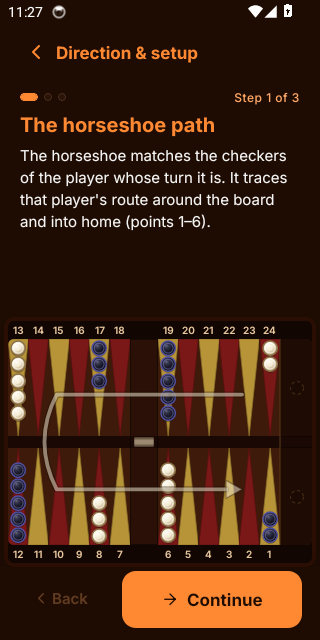 11:27
Direction & setup
Step 1 of 3
The horseshoe path
The horseshoe matches the checkers
of the player whose turn it is. It traces
that player's route around the board
and into home (points 1–6).
13 14 15 16 17 18 19 20 21 22 23 24
12 11 10 9 8 7 6 5 4 3 2 1
Back
Continue